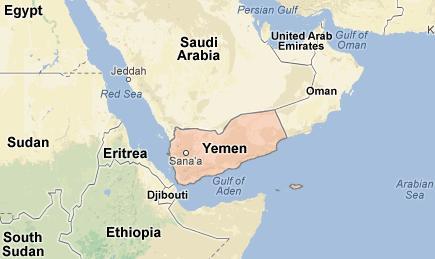 Egypt
Persian Gulf
Saudi
Arabia
United Arab
Emirates
Gulf
of Oman
Jeddah
Red Sea
Oman
Sudan
Eritrea
Sana'a
Yemen
Djibouti
Gulf
of Aden
Arabian
Sea
South
Sudan
Ethiopia